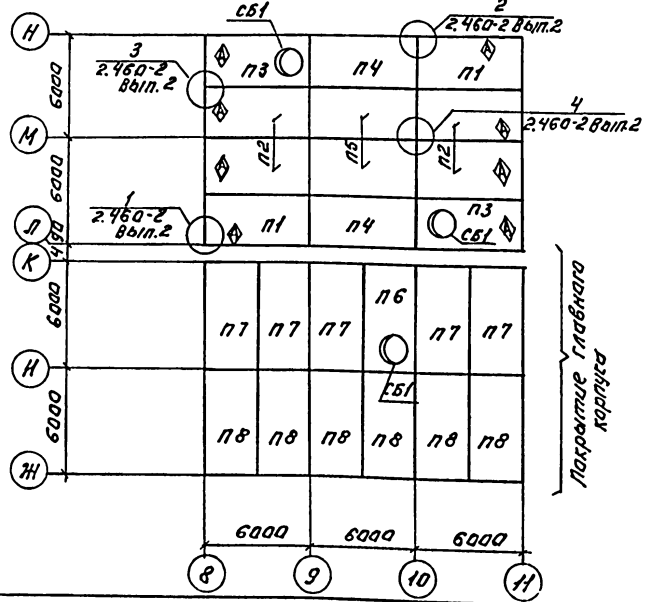 СБ1
2
2.460-2 Вып.2
Н
3
2.460-2
Вып.2
П3
П4
П1
6000
4
2.460-2 Вып.2
М
П2
П5
П2
6000
1
2.460-2
Вып.2
П3
П1
П4
СБ1
Л
490
К
П6
6000
П7
П7
П7
П7
П7
СБ1
И
Покрытие главного
корпуса
6000
П8
П8
П8
П8
П8
П8
Ж
6000
6000
6000
8
9
10
11